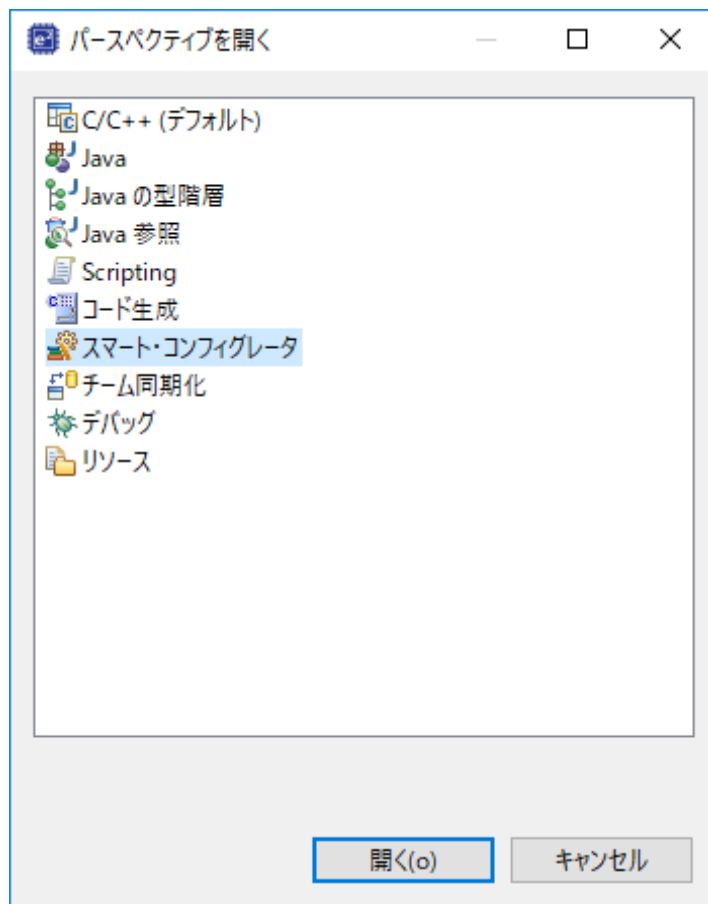 パースペクティブを開く
C/C++ (デフォルト)
Java
Java の型階層
Java 参照
Scripting
コード生成
スマート・コンフィグレータ
チーム同期化
デバッグ
リソース
開く(o)
キャンセル